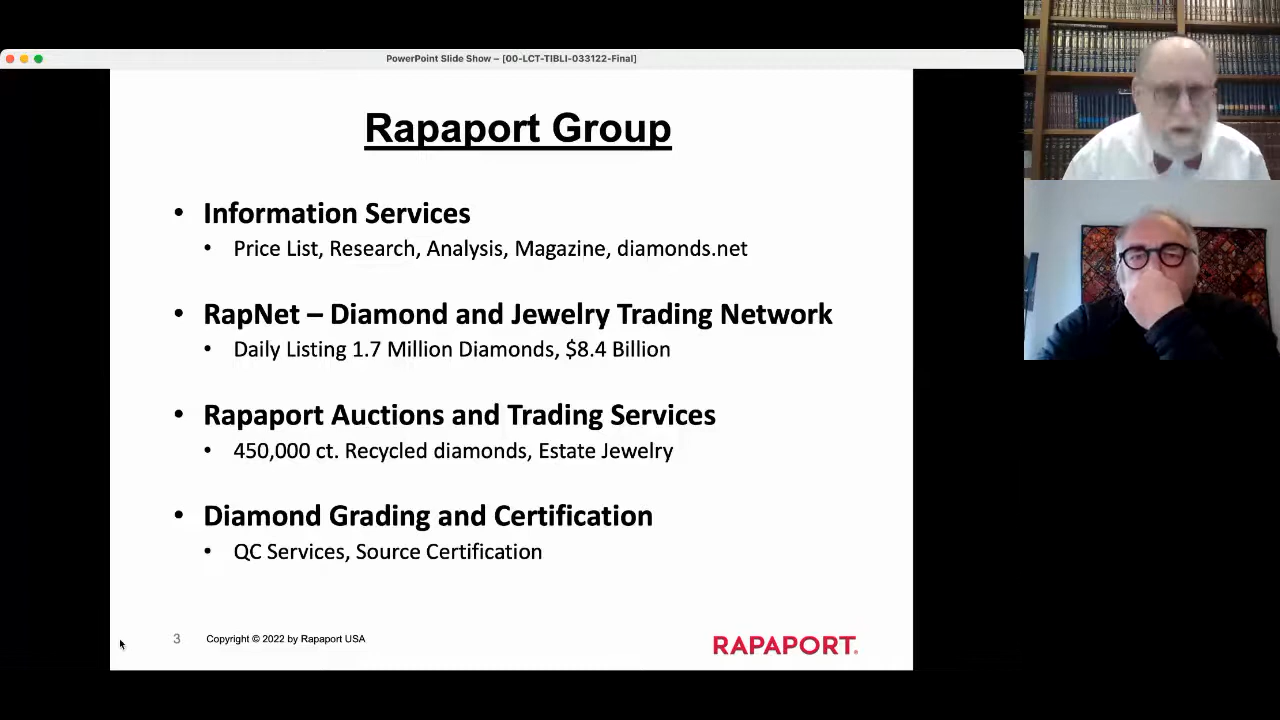 PowerPoint Slide Show – [00-LCT-TIBLI-033122-Final]
Rapaport Group
• Information Services
• Price List, Research, Analysis, Magazine, diamonds.net
• RapNet – Diamond and Jewelry Trading Network
• Daily Listing 1.7 Million Diamonds, $8.4 Billion
• Rapaport Auctions and Trading Services
• 450,000 ct. Recycled diamonds, Estate Jewelry
• Diamond Grading and Certification
• QC Services, Source Certification
3 Copyright © 2022 by Rapaport USA
RAPAPORT®